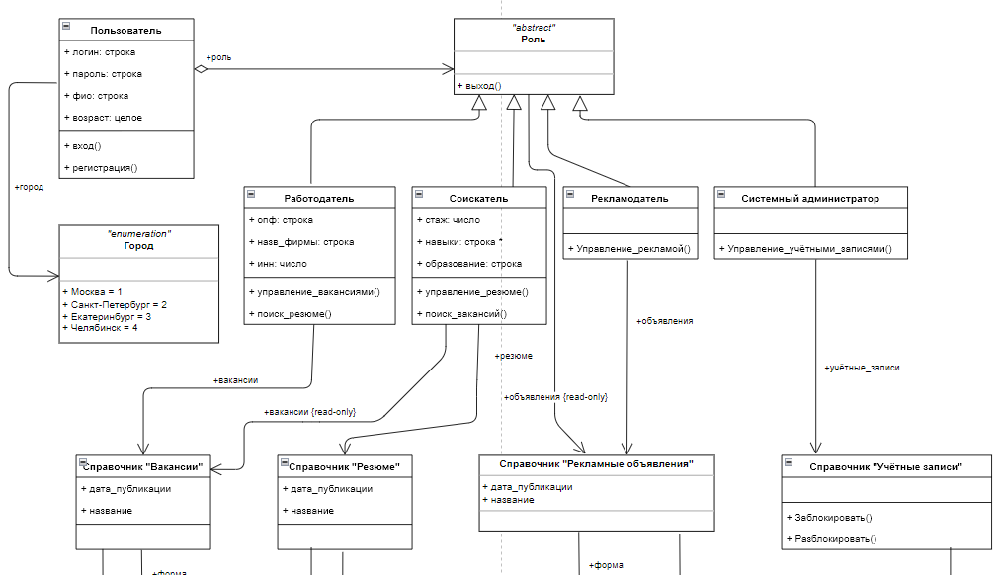 Пользователь
+ логин: строка
+ пароль: строка
+ фио: строка
+ возраст: целое
+ вход()
+ регистрация()
+роль
"abstract"
Роль
+ выход()
+город
"enumeration"
Город
+ Москва = 1
+ Санкт-Петербург = 2
+ Екатеринбург = 3
+ Челябинск = 4
Работодатель
+ опф: строка
+ назв_фирмы: строка
+ инн: число
+ управление_вакансиями()
+ поиск_резюме()
Соискатель
+ стаж: число
+ навыки: строка *
+ образование: строка
+ управление_резюме()
+ поиск_вакансий()
Рекламодатель
+ Управление_рекламой()
Системный администратор
+ Управление_учётными_записями()
+объявления
+резюме
+учётные_записи
+вакансии
+объявления {read-only}
+вакансии {read-only}
Справочник "Вакансии"
+ дата_публикации
+ название
Справочник "Резюме"
+ дата_публикации
+ название
Справочник "Рекламные объявления"
+ дата_публикации
+ название
Справочник "Учётные записи"
+ Заблокировать()
+ Разблокировать()
+форма
+форма